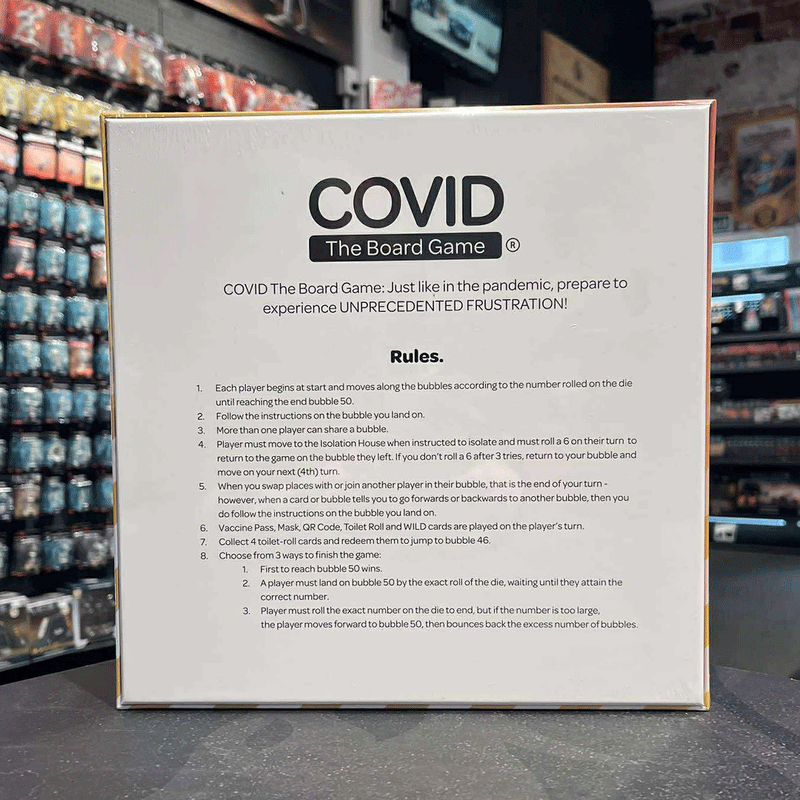 COVID
The Board Game ®
COVID The Board Game: Just like in the pandemic, prepare to
experience UNPRECEDENTED FRUSTRATION!
Rules.
1. Each player begins at start and moves along the bubbles according to the number rolled on the die
until reaching the end bubble 50.
2. Follow the instructions on the bubble you land on.
3. More than one player can share a bubble.
4. Player must move to the Isolation House when instructed to isolate and must roll a 6 on their turn to
return to the game on the bubble they left. If you don't roll a 6 after 3 tries, return to your bubble and
move on your next (4th) turn.
5. When you swap places with or join another player in their bubble, that is the end of your turn -
however, when a card or bubble tells you to go forwards or backwards to another bubble, then you
do follow the instructions on the bubble you land on.
6. Vaccine Pass, Mask, QR Code, Toilet Roll and WILD cards are played on the player's turn.
7. Collect 4 toilet-roll cards and redeem them to jump to bubble 46.
8. Choose from 3 ways to finish the game:
1. First to reach bubble 50 wins.
2. A player must land on bubble 50 by the exact roll of the die, waiting until they attain the
correct number.
3. Player must roll the exact number on the die to end, but if the number is too large,
the player moves forward to bubble 50, then bounces back the excess number of bubbles.